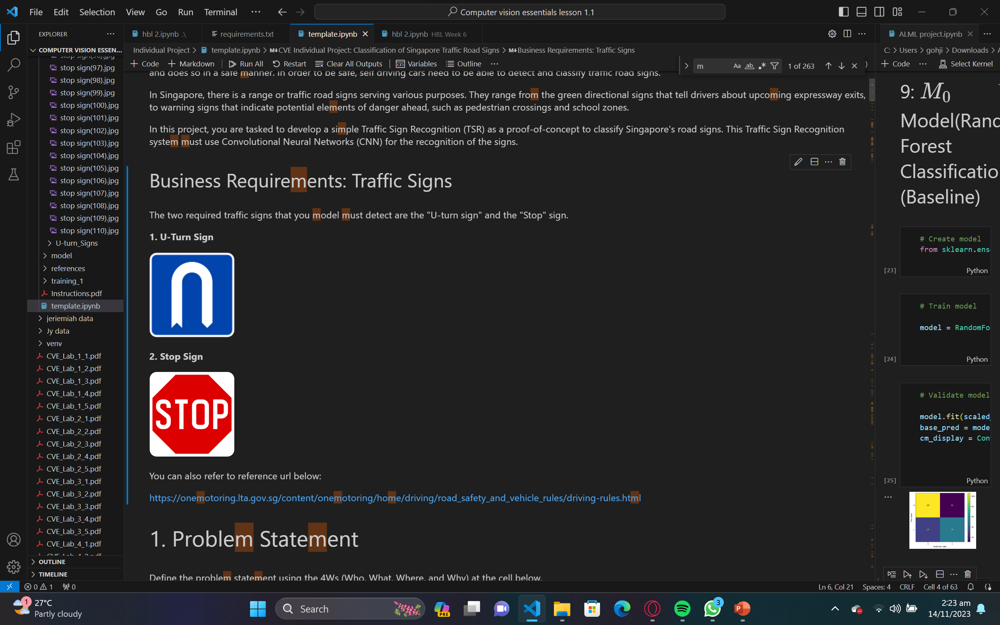 File Edit Selection View Go Run Terminal ···
Computer vision essentials lesson 1.1
EXPLORER
COMPUTER VISION ESSEN...
stop sign(96).jpg
stop sign(97).jpg
stop sign(98).jpg
stop sign(99).jpg
stop sign(100).jpg
stop sign(101).jpg
stop sign(102).jpg
stop sign(103).jpg
stop sign(104).jpg
stop sign(105).jpg
stop sign(106).jpg
stop sign(107).jpg
stop sign(108).jpg
stop sign(109).jpg
stop sign(110).jpg
U-turn_Signs
model
references
training_1
Instructions.pdf
template.ipynb
jeriemiah data
Jy data
venv
CVE_Lab_1_1.pdf
CVE_Lab_1_2.pdf
CVE_Lab_1_3.pdf
CVE_Lab_1_4.pdf
CVE_Lab_1_5.pdf
CVE_Lab_2_1.pdf
CVE_Lab_2_2.pdf
CVE_Lab_2_3.pdf
CVE_Lab_2_4.pdf
CVE_Lab_2_5.pdf
CVE_Lab_3_1.pdf
CVE_Lab_3_2.pdf
CVE_Lab_3_3.pdf
CVE_Lab_3_4.pdf
CVE_Lab_3_5.pdf
CVE_Lab_4_1.pdf
OUTLINE
TIMELINE
hbl 2.ipynb .\
requirements.txt
template.ipynb
hbl 2.ipynb HBL Week 6
Individual Project > template.ipynb > M↓CVE Individual Project: Classification of Singapore Traffic Road Signs > M↓Business Requirements: Traffic Signs
+ Code + Markdown | Run All Restart Clear All Outputs | Variables Outline ···
m Aa ab 1 of 263
and does so in a safe manner. In order to be safe, self driving cars need to be able to detect and classify traffic road signs.
In Singapore, there is a range or traffic road signs serving various purposes. They range from the green directional signs that tell drivers about upcoming expressway exits,
to warning signs that indicate potential elements of danger ahead, such as pedestrian crossings and school zones.
In this project, you are tasked to develop a simple Traffic Sign Recognition (TSR) as a proof-of-concept to classify Singapore's road signs. This Traffic Sign Recognition
system must use Convolutional Neural Networks (CNN) for the recognition of the signs.
Business Requirements: Traffic Signs
The two required traffic signs that you model must detect are the "U-turn sign" and the "Stop" sign.
1. U-Turn Sign
2. Stop Sign
STOP
You can also refer to reference url below:
https://onemotoring.lta.gov.sg/content/onemotoring/home/driving/road_safety_and_vehicle_rules/driving-rules.html
1. Problem Statement
Define the problem statement using the 4Ws (Who, What, Where, and Why) at the cell below.
ALML project.ipynb
C: > Users > gohji > Downloads >
+ Code ··· Select Kernel
9: M0
Model(Rand
Forest
Classificatio
(Baseline)
# Create model
from sklearn.ens
[23]
Python
# Train model
model = RandomFo
[24]
Python
# Validate model
model.fit(scaled_
base_pred = mode
cm_display = Con
[25]
Python
Predicted label
0 1 0
Ln 6, Col 21 Spaces: 4 CRLF Cell 4 of 63
1
27°C
Partly cloudy
Search
PRE
3
2:23 am
14/11/2023